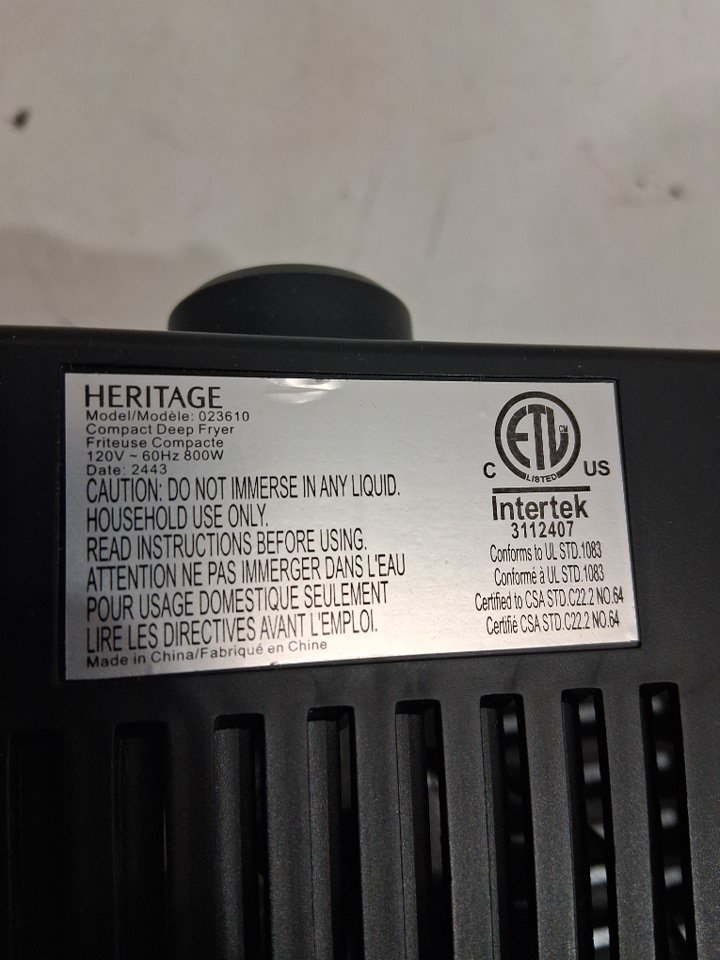 HERITAGE
Model/Modèle: 023610
Compact Deep Fryer
Friteuse Compacte
120V ~ 60Hz 800W
Date: 2443
CAUTION: DO NOT IMMERSE IN ANY LIQUID.
HOUSEHOLD USE ONLY.
READ INSTRUCTIONS BEFORE USING.
ATTENTION NE PAS IMMERGER DANS L'EAU
POUR USAGE DOMESTIQUE SEULEMENT
LIRE LES DIRECTIVES AVANT L'EMPLOI.
Made in China/Fabriqué en Chine
ETL CM
LISTED
C US
Intertek
3112407
Conforms to UL STD.1083
Conformé à UL STD.1083
Certified to CSA STD.C22.2 NO.64
Certifié CSA STD.C22.2 NO.64